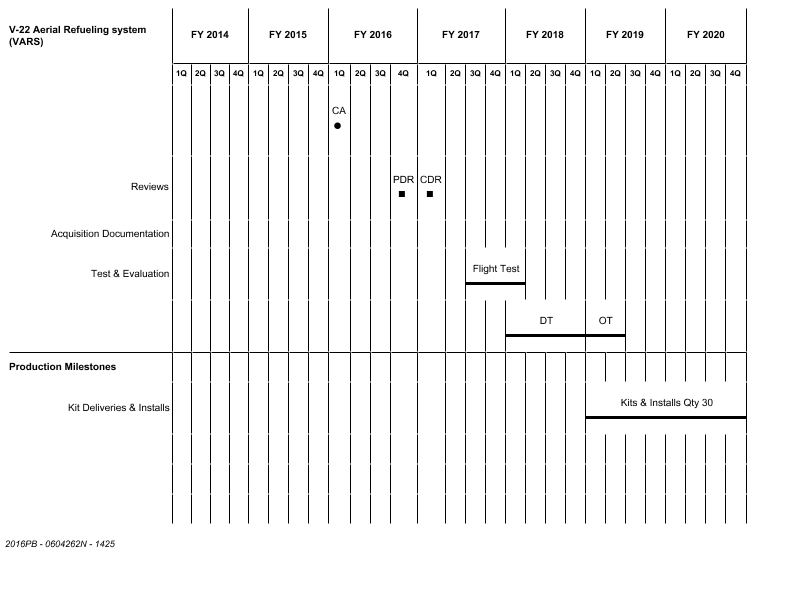 V-22 Aerial Refueling system
(VARS)
FY 2014 FY 2015 FY 2016 FY 2017 FY 2018 FY 2019 FY 2020
1Q 2Q 3Q 4Q 1Q 2Q 3Q 4Q 1Q 2Q 3Q 4Q 1Q 2Q 3Q 4Q 1Q 2Q 3Q 4Q 1Q 2Q 3Q 4Q 1Q 2Q 3Q 4Q
CA
PDR CDR
Reviews
Acquisition Documentation
Flight Test
Test & Evaluation
DT OT
Production Milestones
Kits & Installs Qty 30
Kit Deliveries & Installs
2016PB - 0604262N - 1425